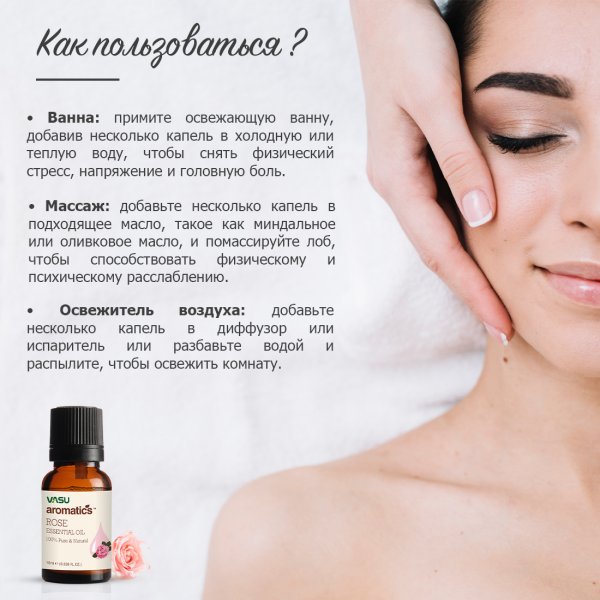 Как пользоваться ?
• Ванна: примите освежающую ванну,
добавив несколько капель в холодную или
теплую воду, чтобы снять физический
стресс, напряжение и головную боль.
• Массаж: добавьте несколько капель в
подходящее масло, такое как миндальное
или оливковое масло, и помассируйте лоб,
чтобы способствовать физическому и
психическому расслаблению.
• Освежитель воздуха: добавьте
несколько капель в диффузор или
испаритель или разбавьте водой и
распылите, чтобы освежить комнату.
VASU
aromatics™
ROSE
ESSENTIAL OIL
100% Pure & Natural